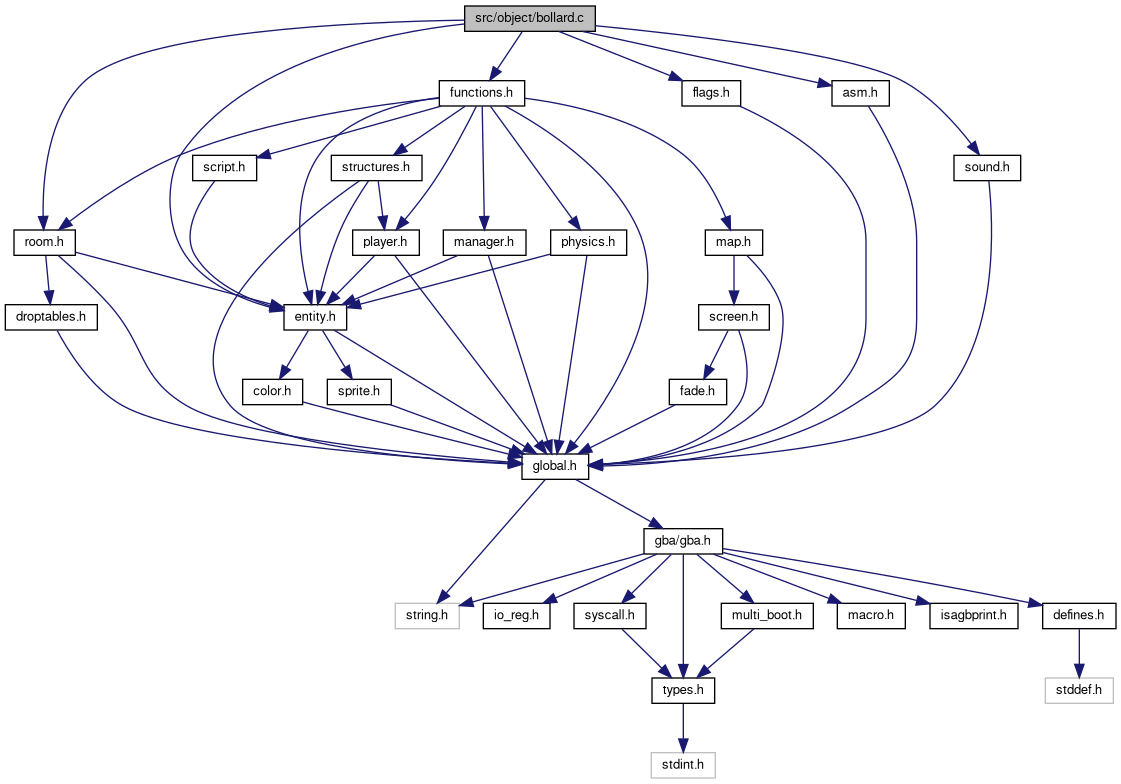 src/object/bollard.c
functions.h
flags.h
asm.h
script.h
structures.h
sound.h
room.h
player.h
manager.h
physics.h
map.h
droptables.h
entity.h
screen.h
color.h
sprite.h
fade.h
global.h
gba/gba.h
string.h
io_reg.h
syscall.h
multi_boot.h
macro.h
isagbprint.h
defines.h
types.h
stddef.h
stdint.h